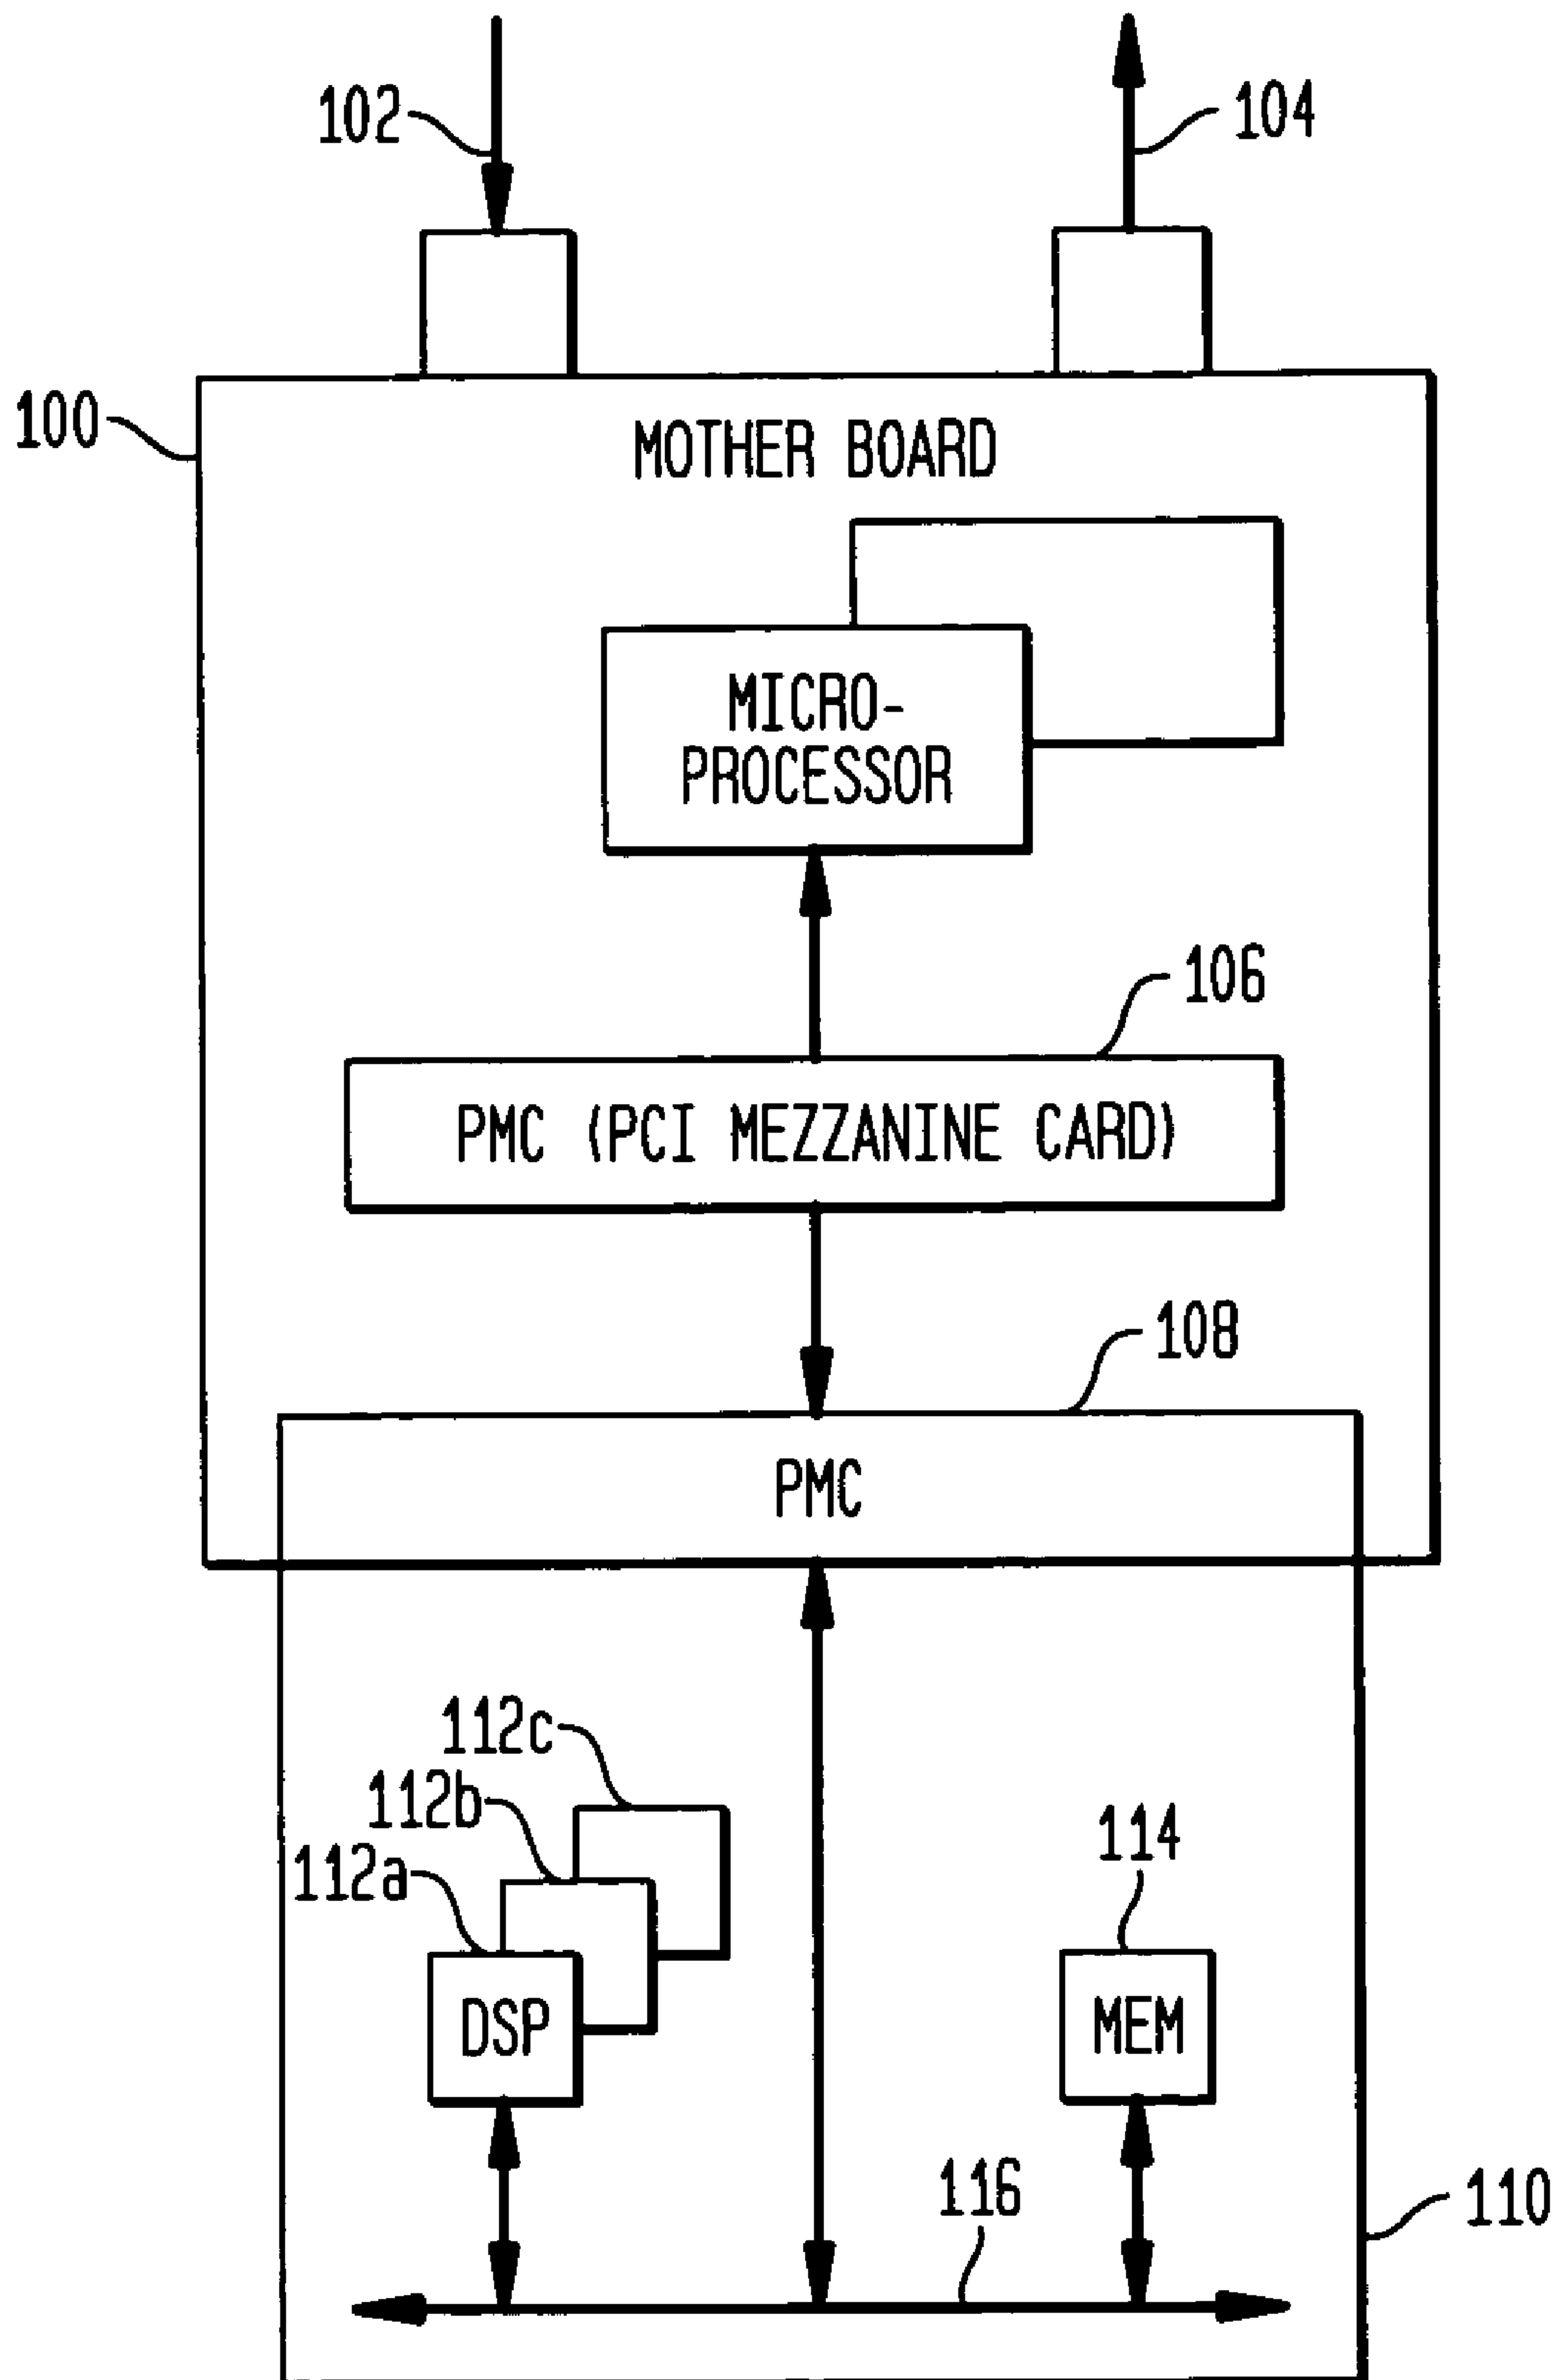 102
104
100
MOTHER BOARD
MICRO-
PROCESSOR
106
PMC (PCI MEZZANINE CARD)
108
PMC
112c
112b
112a
114
DSP
MEM
116
110